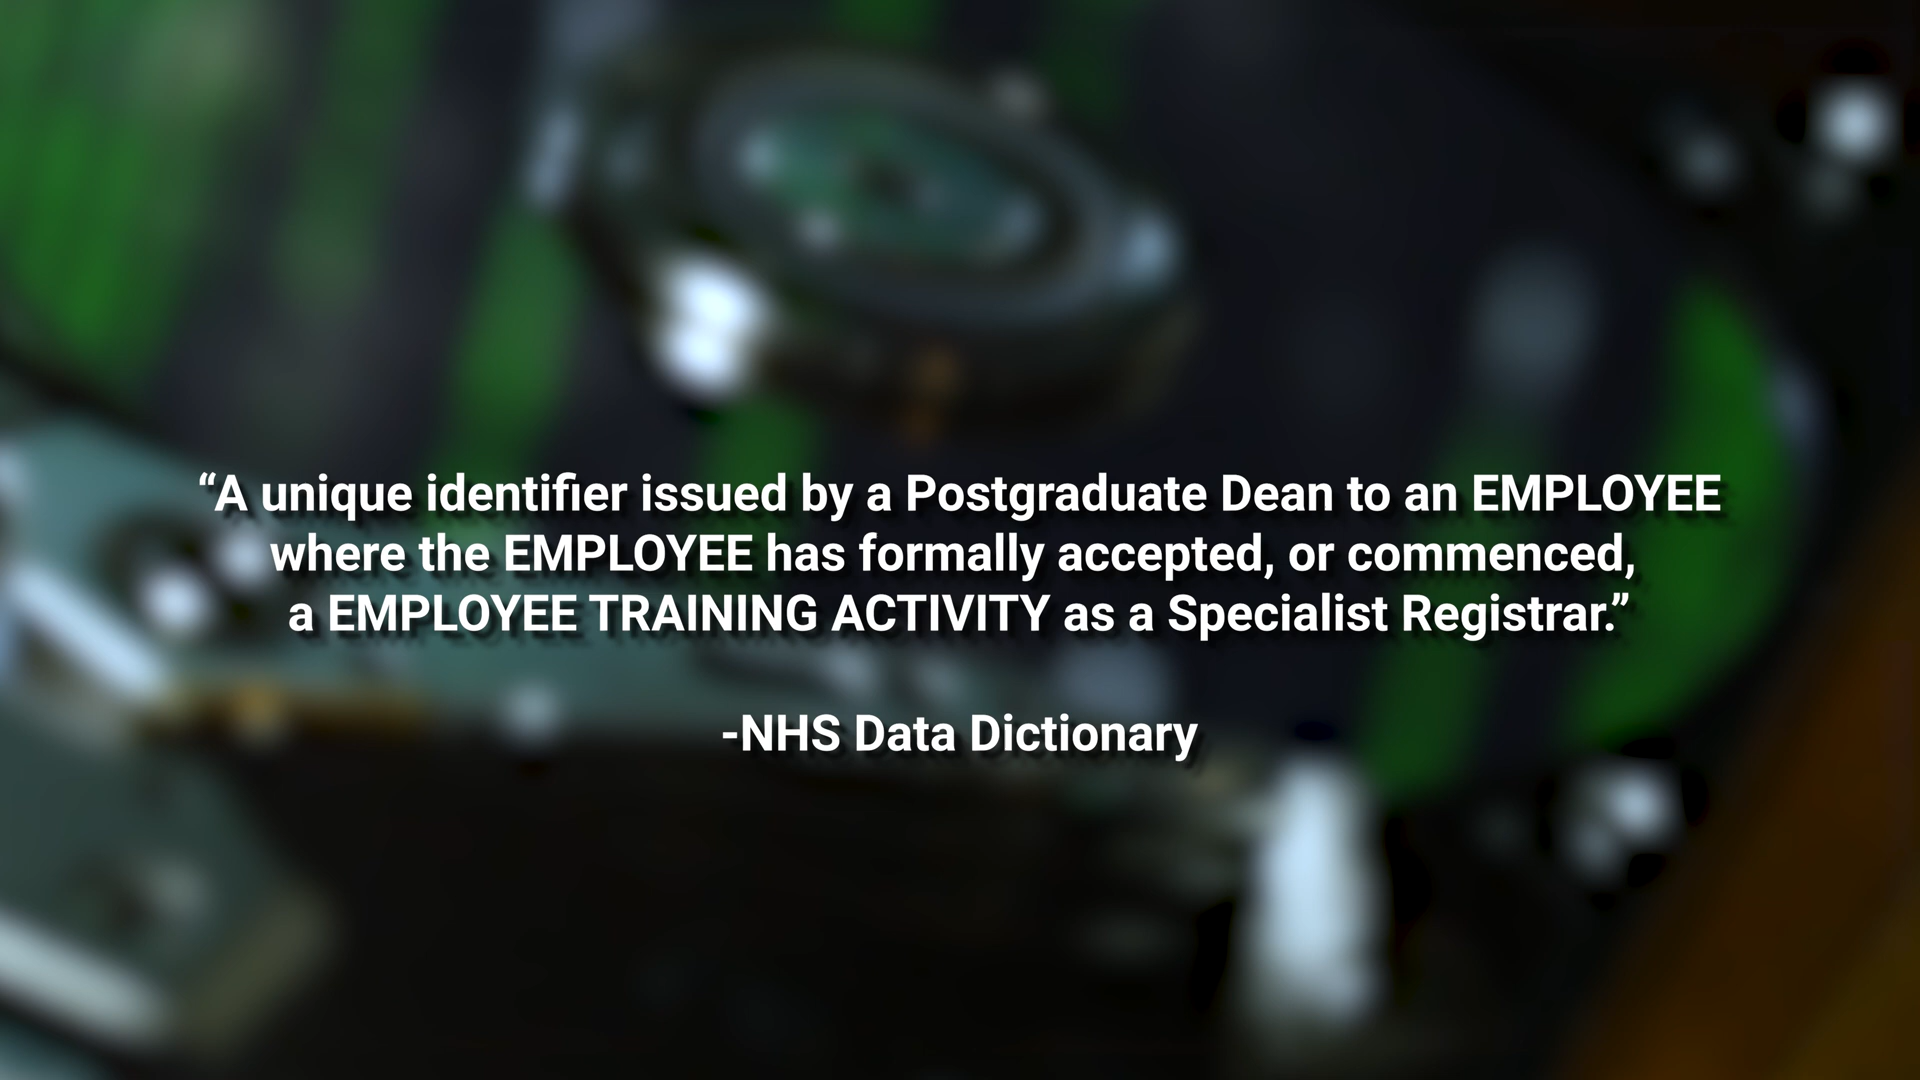 “A unique identifier issued by a Postgraduate Dean to an EMPLOYEE
where the EMPLOYEE has formally accepted, or commenced,
a EMPLOYEE TRAINING ACTIVITY as a Specialist Registrar.”
-NHS Data Dictionary